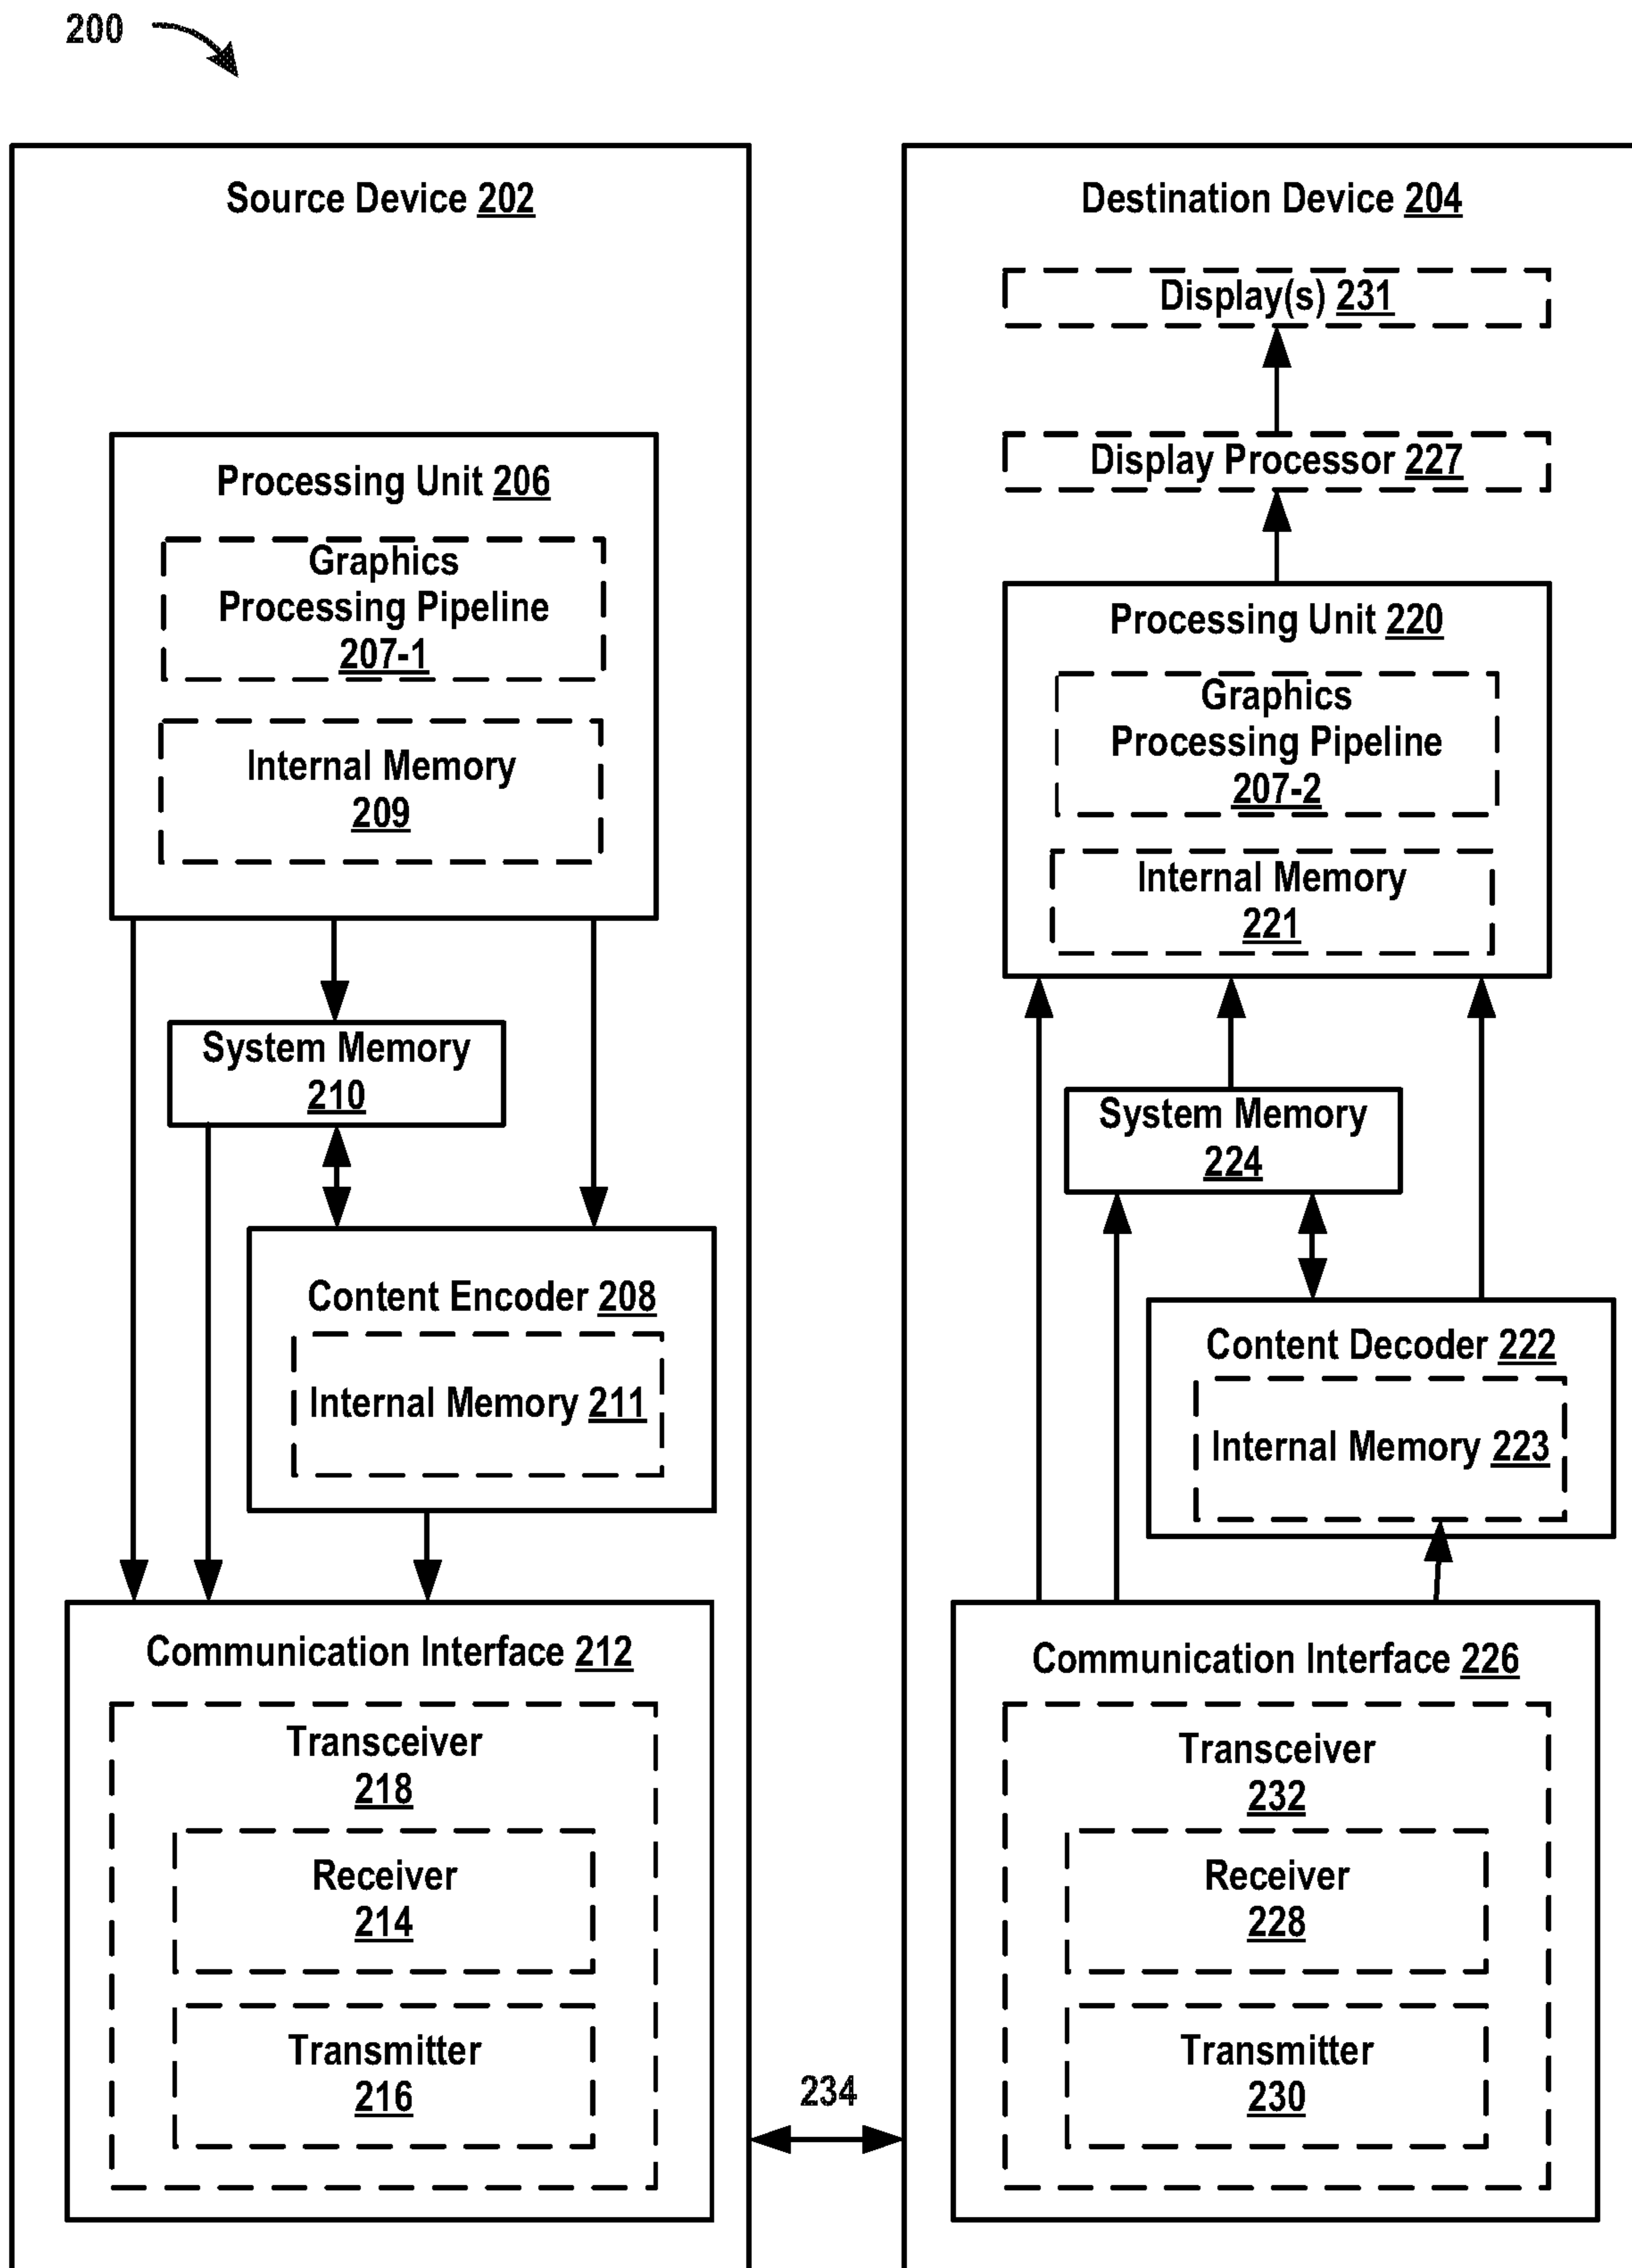 200
Source Device 202
Processing Unit 206
Graphics
Processing Pipeline
207-1
Internal Memory
209
System Memory
210
Content Encoder 208
Internal Memory 211
Communication Interface 212
Transceiver
218
Receiver
214
Transmitter
216
234
Destination Device 204
Display(s) 231
Display Processor 227
Processing Unit 220
Graphics
Processing Pipeline
207-2
Internal Memory
221
System Memory
224
Content Decoder 222
Internal Memory 223
Communication Interface 226
Transceiver
232
Receiver
228
Transmitter
230